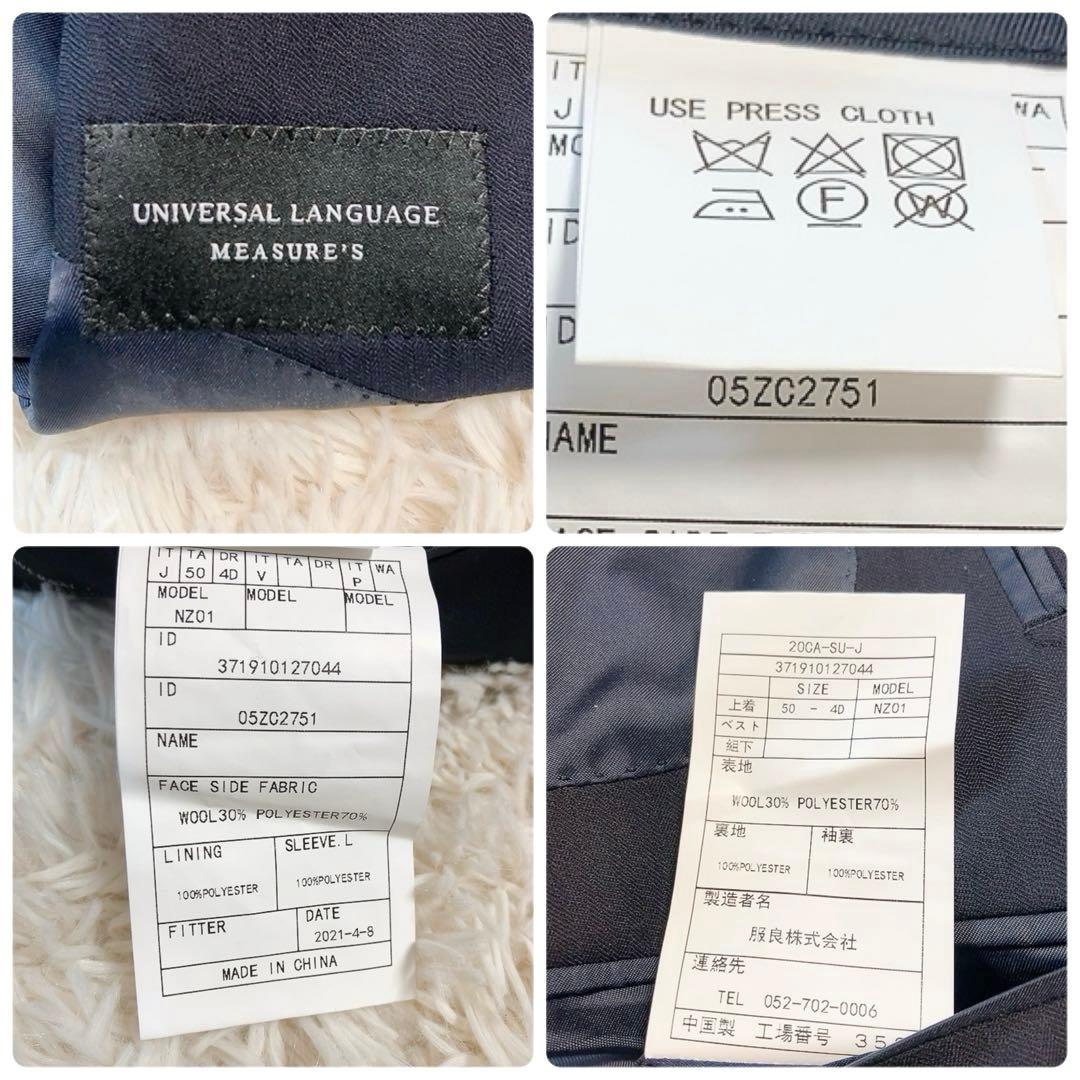 UNIVERSAL LANGUAGE
MEASURE'S
IT
J
WA
MO
USE PRESS CLOTH
F
W
ID
05ZC2751
NAME
IT TA DR IT TA DR IT WA
J 50 4D V P
MODEL MODEL MODEL
NZ01
ID
371910127044
ID
05ZC2751
NAME
FACE SIDE FABRIC
WOOL30% POLYESTER70%
LINING SLEEVE.L
100%POLYESTER 100%POLYESTER
FITTER DATE
2021-4-8
MADE IN CHINA
20CA-SU-J
371910127044
SIZE MODEL
上着 50 - 4D NZ01
ベスト
組下
表地
WOOL30% POLYESTER70%
裏地 袖裏
100%POLYESTER 100%POLYESTER
製造者名
服良株式会社
連絡先
TEL 052-702-0006
中国製 工場番号 35